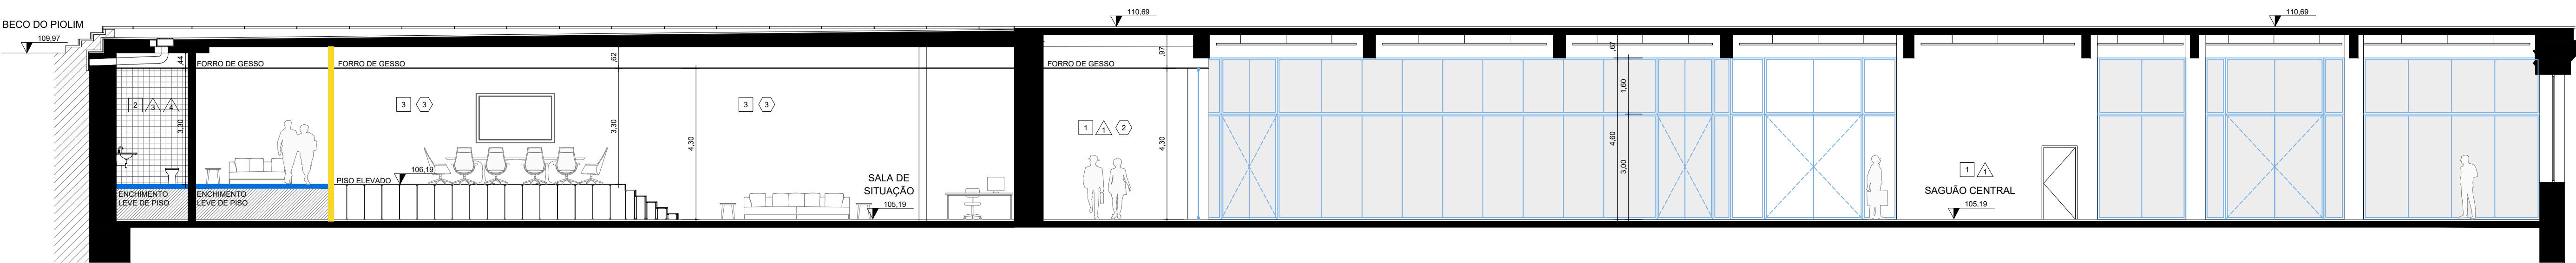 BECO DO PIOLIM
109,97
110,69
110,69
,44
FORRO DE GESSO
FORRO DE GESSO
,62
FORRO DE GESSO
,97
,67
2
3
4
3
3
3
3
1
1
2
3,30
3,30
4,30
4,30
1,60
4,60
3,00
1
1
PISO ELEVADO
106,19
SALA DE
SITUAÇÃO
105,19
SAGUÃO CENTRAL
105,19
ENCHIMENTO
LEVE DE PISO
ENCHIMENTO
LEVE DE PISO